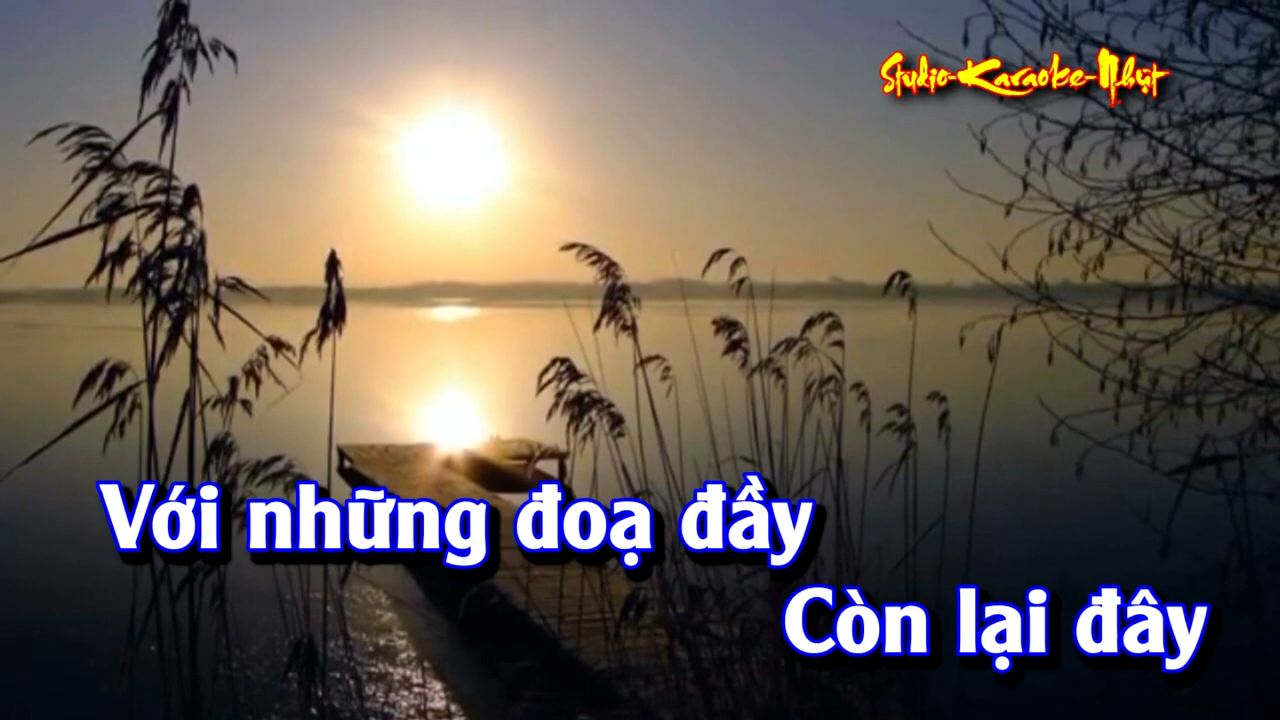 Studio-Karaoke-Nhựt
Với những đoạ đầy
Còn lại đây